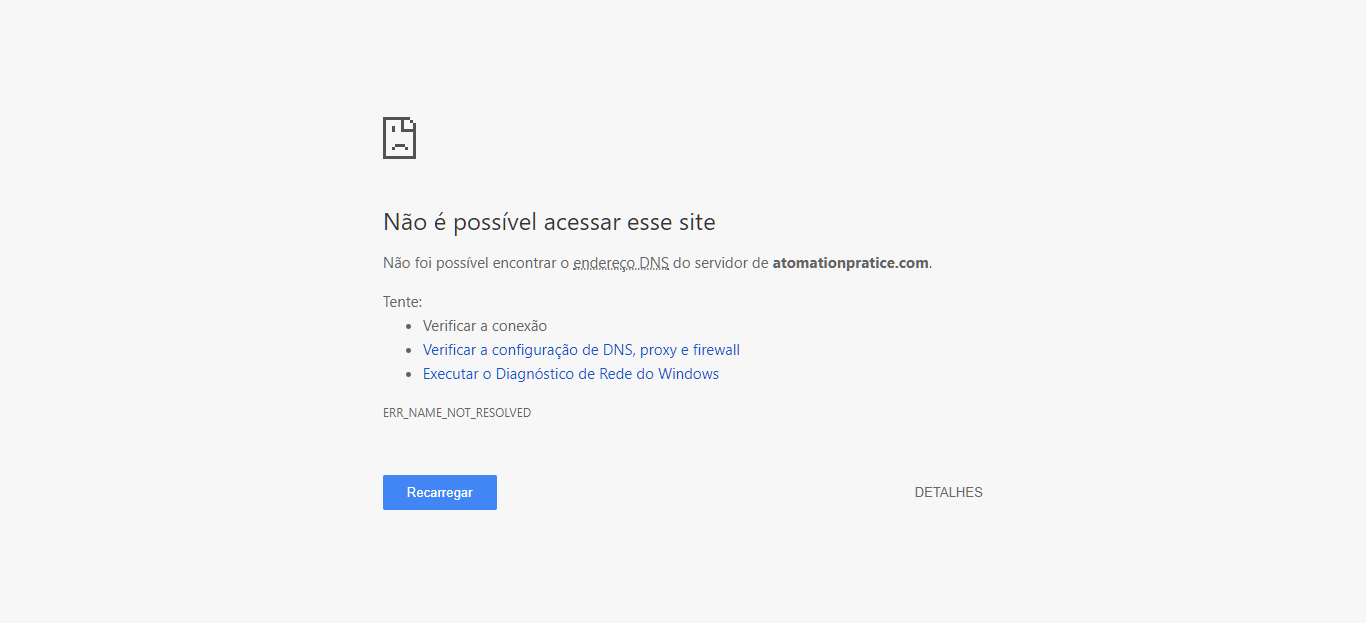 Não é possível acessar esse site
Não foi possível encontrar o endereço DNS do servidor de atomationpratice.com.
Tente:
Verificar a conexão
Verificar a configuração de DNS, proxy e firewall
Executar o Diagnóstico de Rede do Windows
ERR_NAME_NOT_RESOLVED
Recarregar
DETALHES